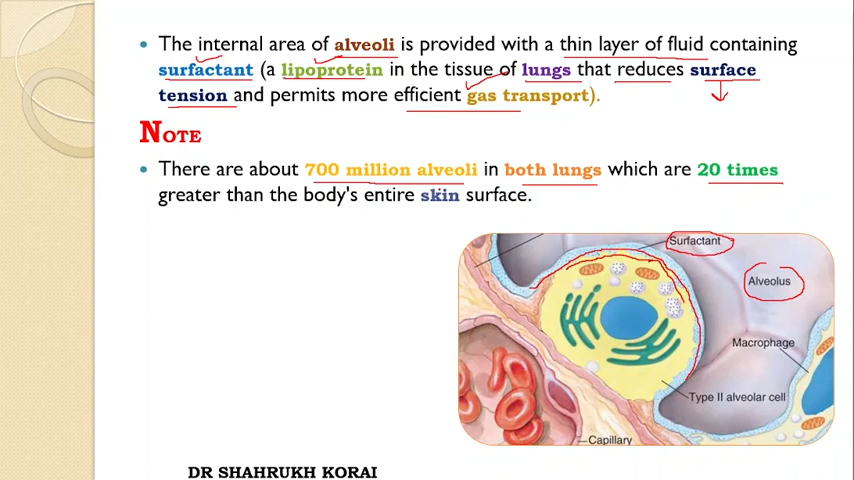 • The internal area of alveoli is provided with a thin layer of fluid containing
surfactant (a lipoprotein in the tissue of lungs that reduces surface
tension and permits more efficient gas transport).
NOTE
• There are about 700 million alveoli in both lungs which are 20 times
greater than the body's entire skin surface.
Surfactant
Alveolus
Macrophage
Type II alveolar cell
Capillary
DR SHAHRUKH KORAI